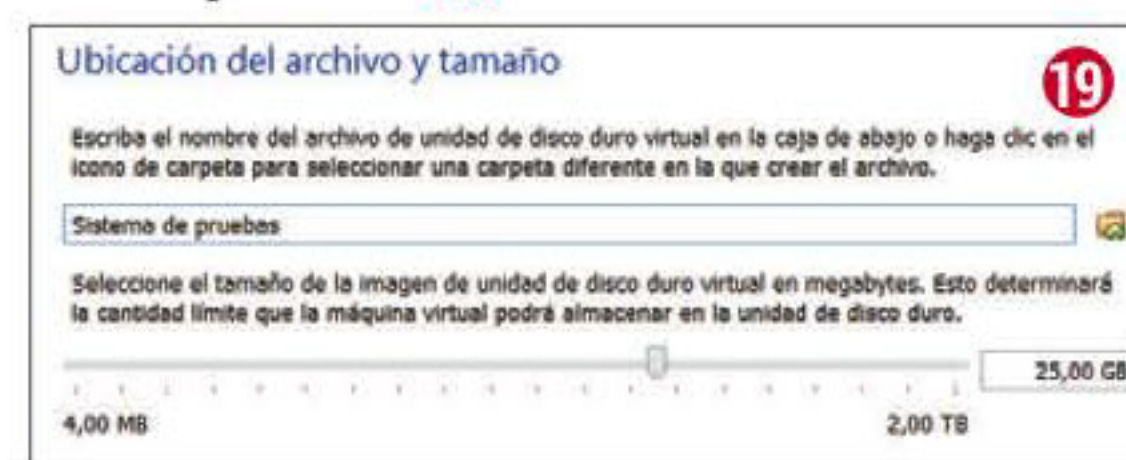 Ubicación del archivo y tamaño
19
Escriba el nombre del archivo de unidad de disco duro virtual en la caja de abajo o haga clic en el
icono de carpeta para seleccionar una carpeta diferente en la que crear el archivo.
Sistema de pruebas
Seleccione el tamaño de la imagen de unidad de disco duro virtual en megabytes. Esto determinará
la cantidad límite que la máquina virtual podrá almacenar en la unidad de disco duro.
25,00 GB
4,00 MB 2,00 TB